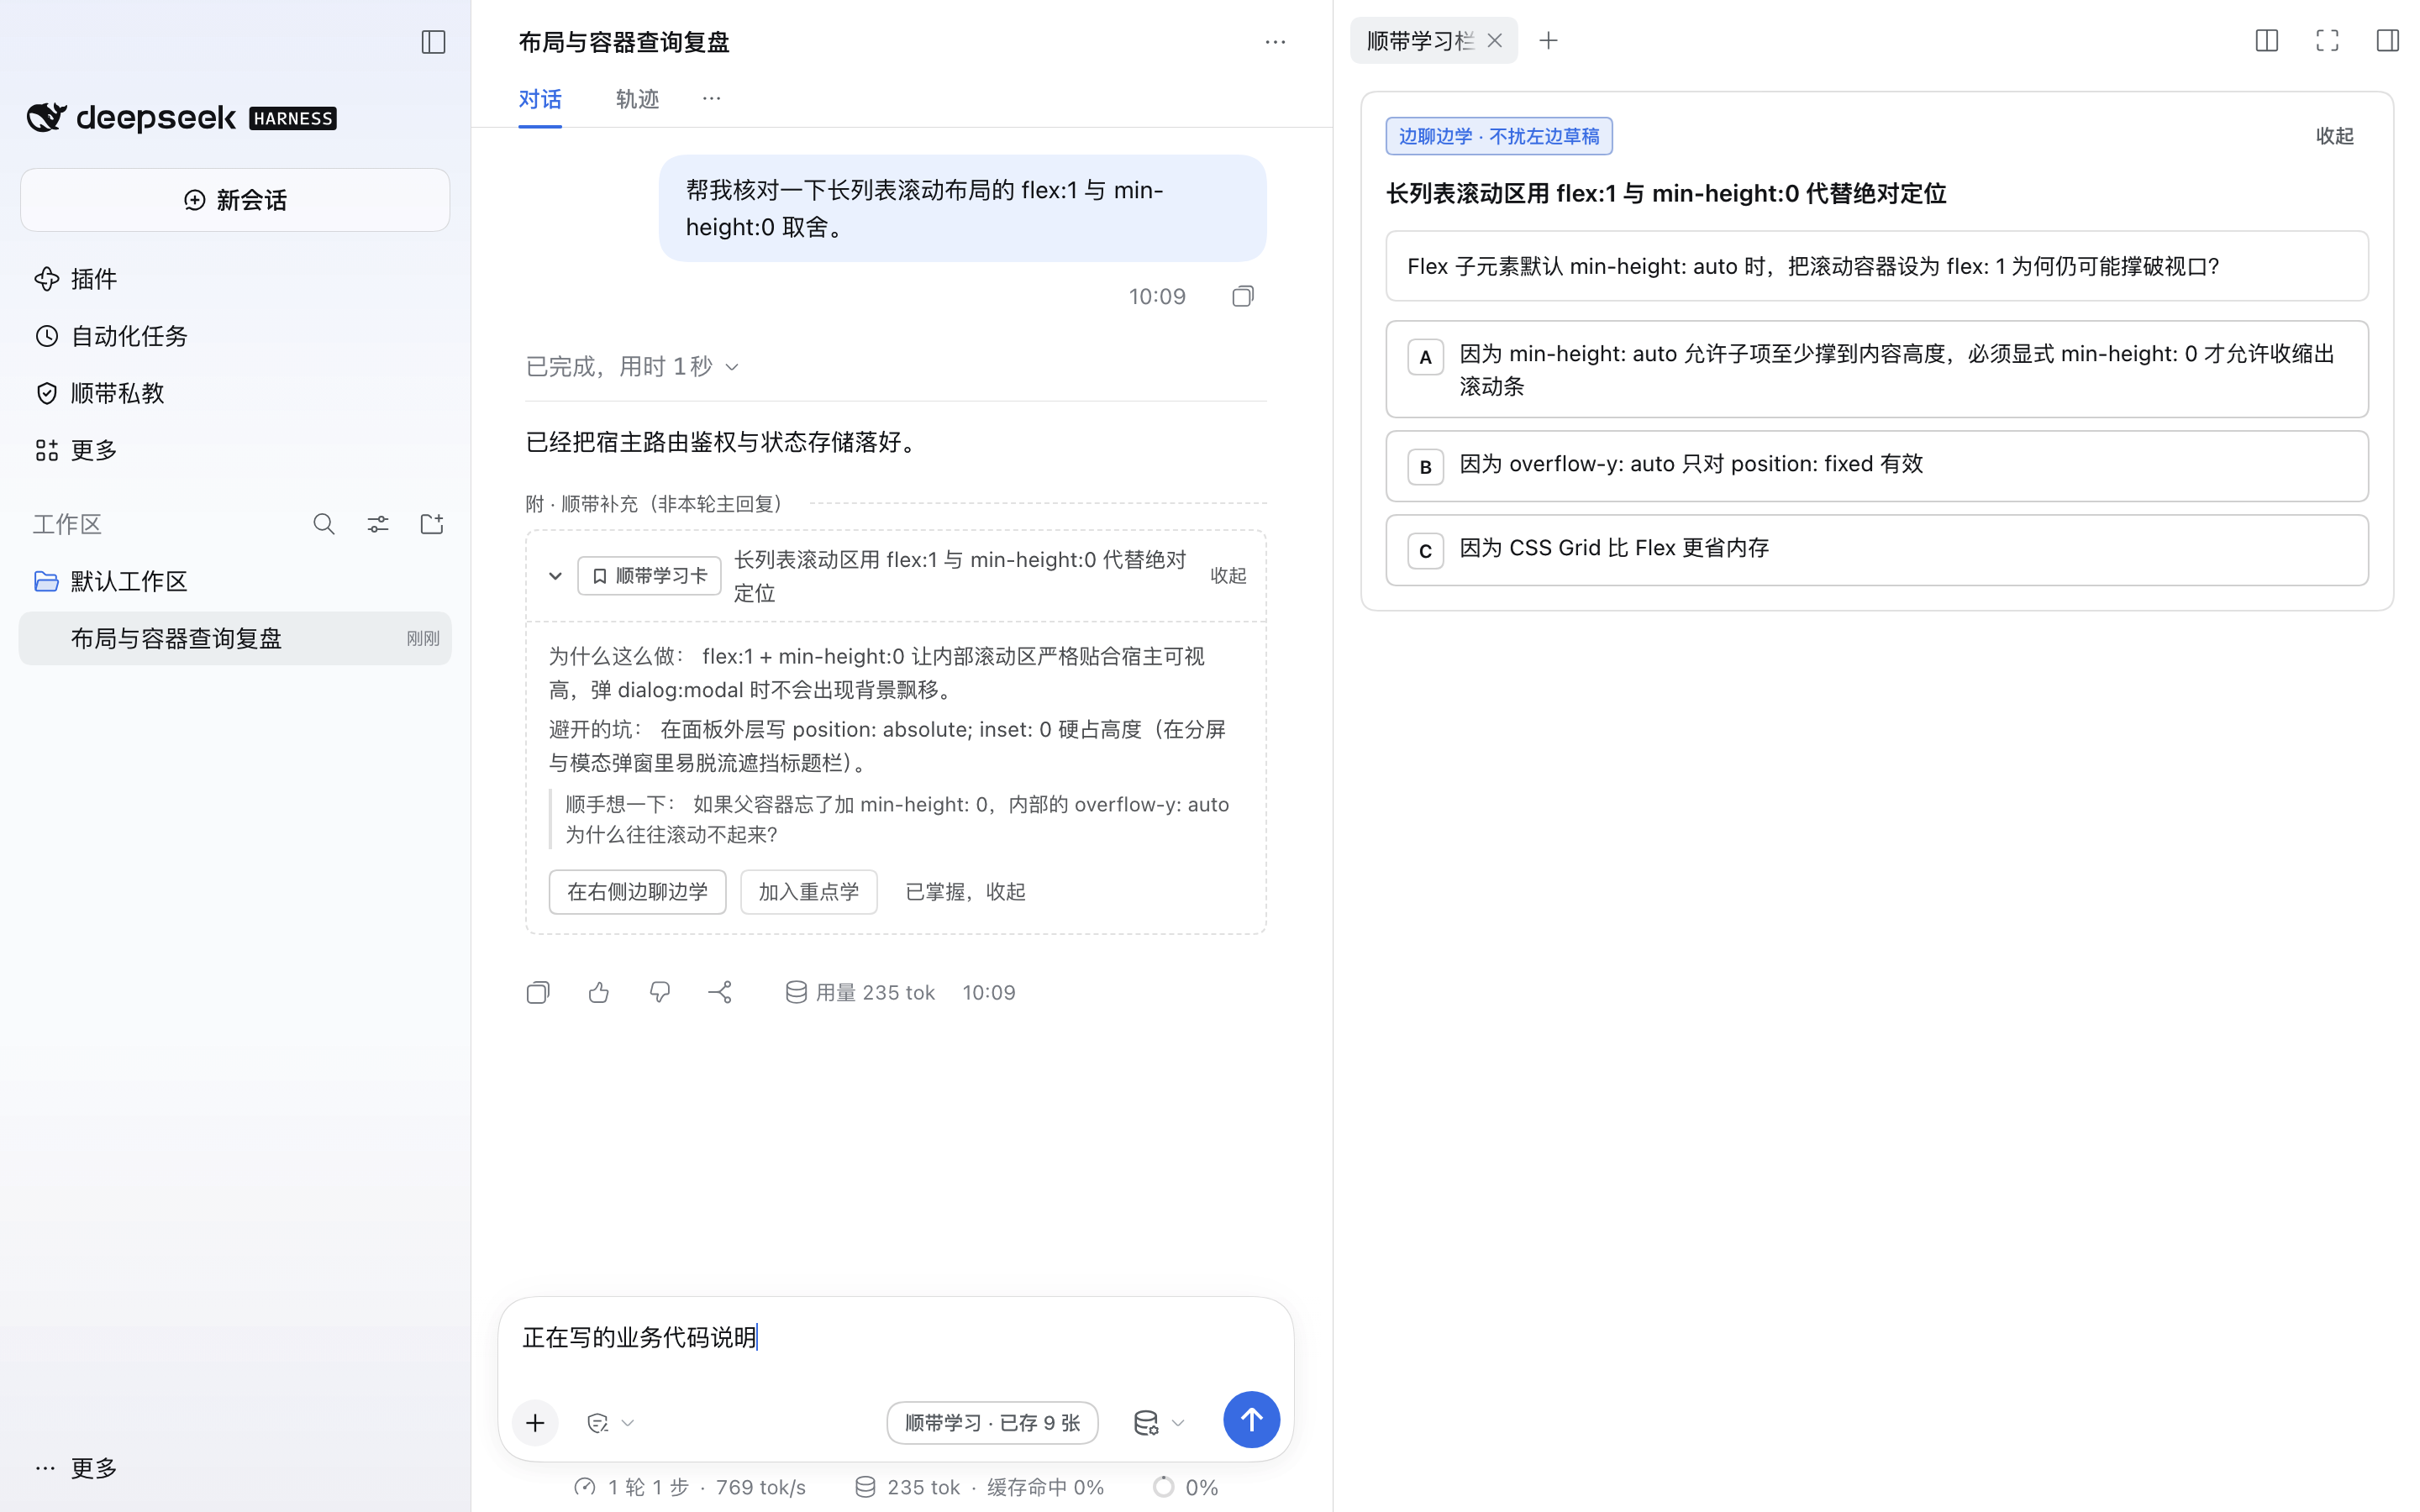 deepseek HARNESS
新会话
插件
自动化任务
顺带私教
更多
工作区
默认工作区
布局与容器查询复盘 刚刚
更多
布局与容器查询复盘
对话 轨迹
帮我核对一下长列表滚动布局的 flex:1 与 min-
height:0 取舍。
10:09
已完成，用时 1 秒
已经把宿主路由鉴权与状态存储落好。
附 · 顺带补充（非本轮主回复）
顺带学习卡
长列表滚动区用 flex:1 与 min-height:0 代替绝对
定位
收起
为什么这么做： flex:1 + min-height:0 让内部滚动区严格贴合宿主可视
高，弹 dialog:modal 时不会出现背景飘移。
避开的坑： 在面板外层写 position: absolute; inset: 0 硬占高度（在分屏
与模态弹窗里易脱流遮挡标题栏）。
顺手想一下： 如果父容器忘了加 min-height: 0，内部的 overflow-y: auto
为什么往往滚动不起来？
在右侧边聊边学 加入重点学 已掌握，收起
用量 235 tok 10:09
正在写的业务代码说明
顺带学习 · 已存 9 张
1 轮 1 步 · 769 tok/s 235 tok · 缓存命中 0% 0%
顺带学习栏
边聊边学 · 不扰左边草稿 收起
长列表滚动区用 flex:1 与 min-height:0 代替绝对定位
Flex 子元素默认 min-height: auto 时，把滚动容器设为 flex: 1 为何仍可能撑破视口？
A 因为 min-height: auto 允许子项至少撑到内容高度，必须显式 min-height: 0 才允许收缩出
滚动条
B 因为 overflow-y: auto 只对 position: fixed 有效
C 因为 CSS Grid 比 Flex 更省内存